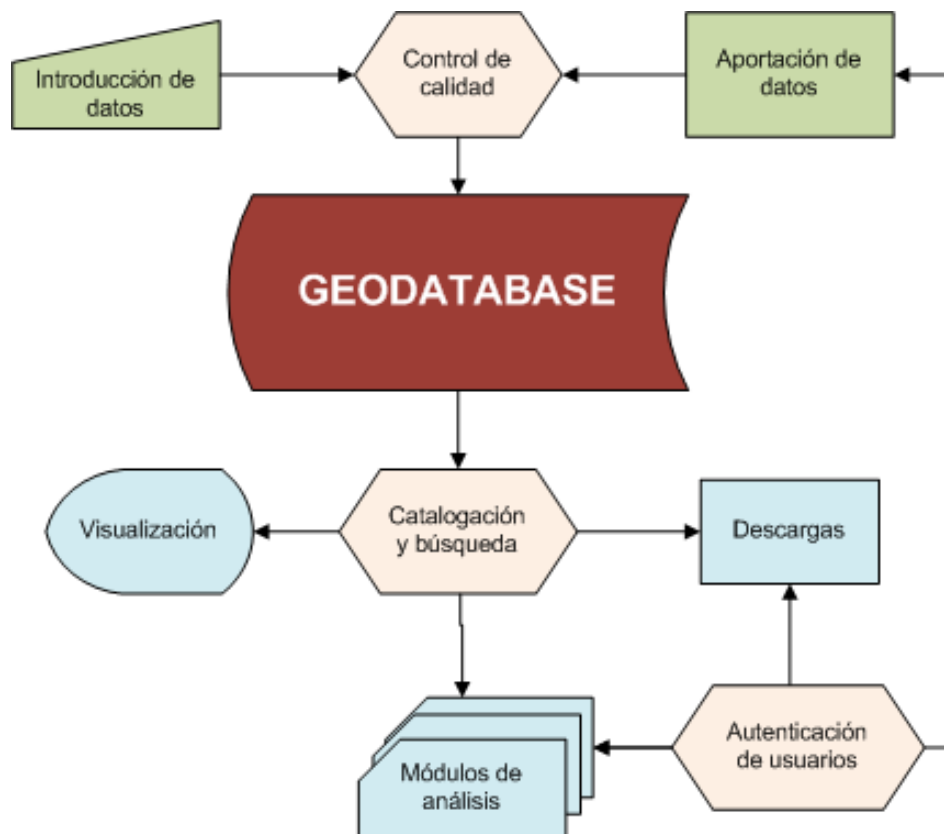 Introducción de
datos
Control de
calidad
Aportación de
datos
GEODATABASE
Visualización
Catalogación
y búsqueda
Descargas
Módulos de
análisis
Autenticación
de usuarios